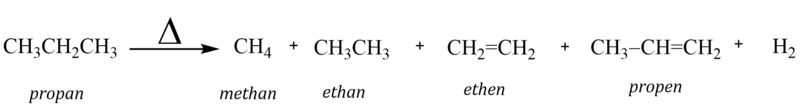 CH₃CH₂CH₃ Δ CH₄ + CH₃CH₃ + CH₂=CH₂ + CH₃–CH=CH₂ + H₂
propan methan ethan ethen propen